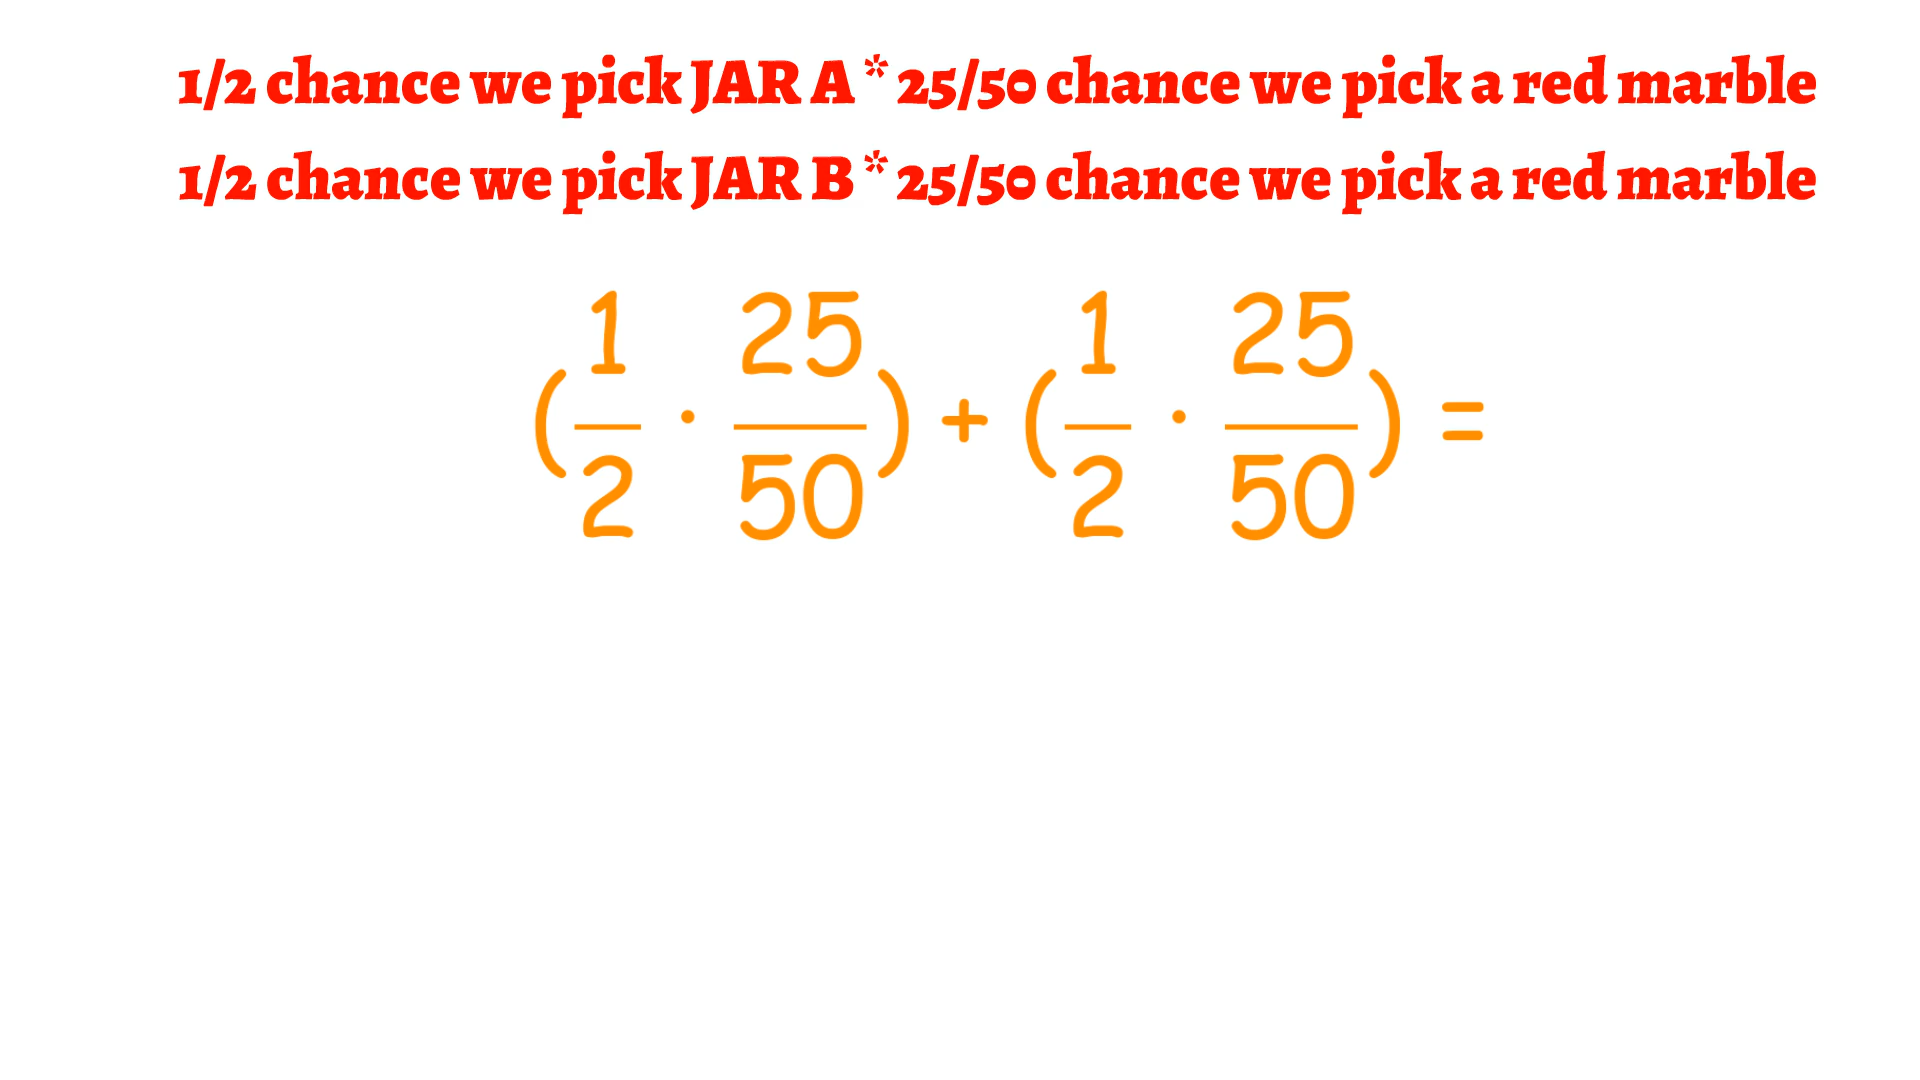 1/2 chance we pick JAR A * 25/50 chance we pick a red marble
1/2 chance we pick JAR B * 25/50 chance we pick a red marble
(1/2 · 25/50) + (1/2 · 25/50) =